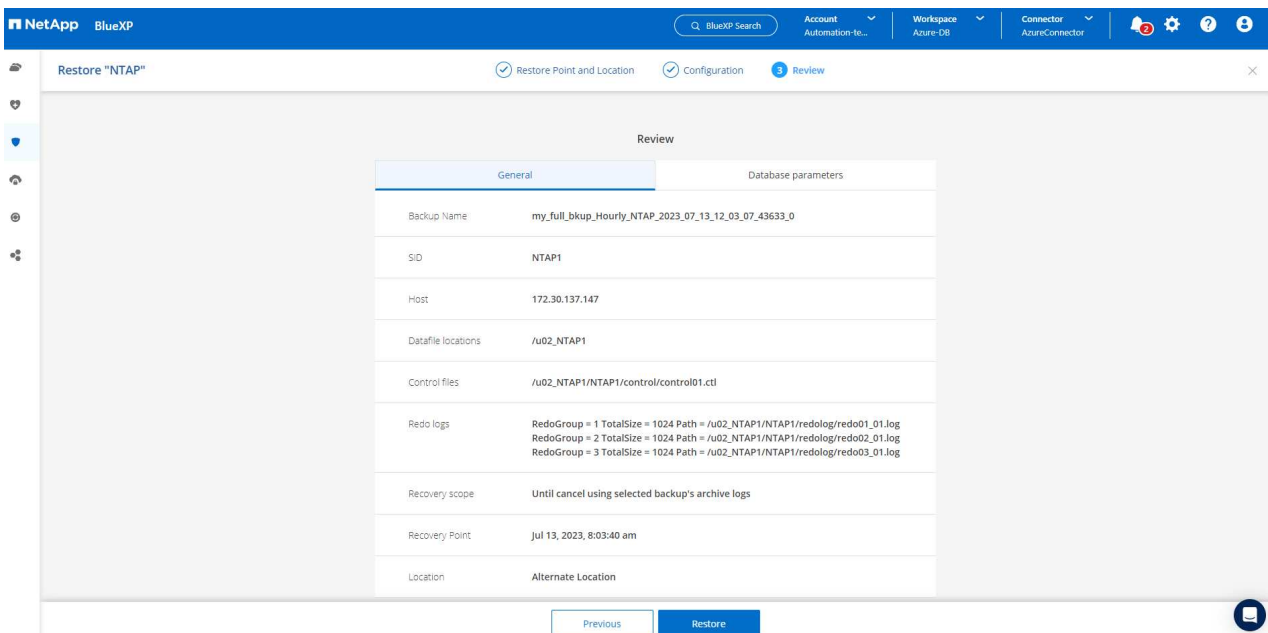 NetApp BlueXP
BlueXP Search
Account
Automation-te...
Workspace
Azure-DB
Connector
AzureConnector
2
Restore "NTAP"
Restore Point and Location
Configuration
3 Review
Review
General
Database parameters
Backup Name my_full_bkup_Hourly_NTAP_2023_07_13_12_03_07_43633_0
SID NTAP1
Host 172.30.137.147
Datafile locations /u02_NTAP1
Control files /u02_NTAP1/NTAP1/control/control01.ctl
Redo logs RedoGroup = 1 TotalSize = 1024 Path = /u02_NTAP1/NTAP1/redolog/redo01_01.log
RedoGroup = 2 TotalSize = 1024 Path = /u02_NTAP1/NTAP1/redolog/redo02_01.log
RedoGroup = 3 TotalSize = 1024 Path = /u02_NTAP1/NTAP1/redolog/redo03_01.log
Recovery scope Until cancel using selected backup's archive logs
Recovery Point Jul 13, 2023, 8:03:40 am
Location Alternate Location
Previous
Restore